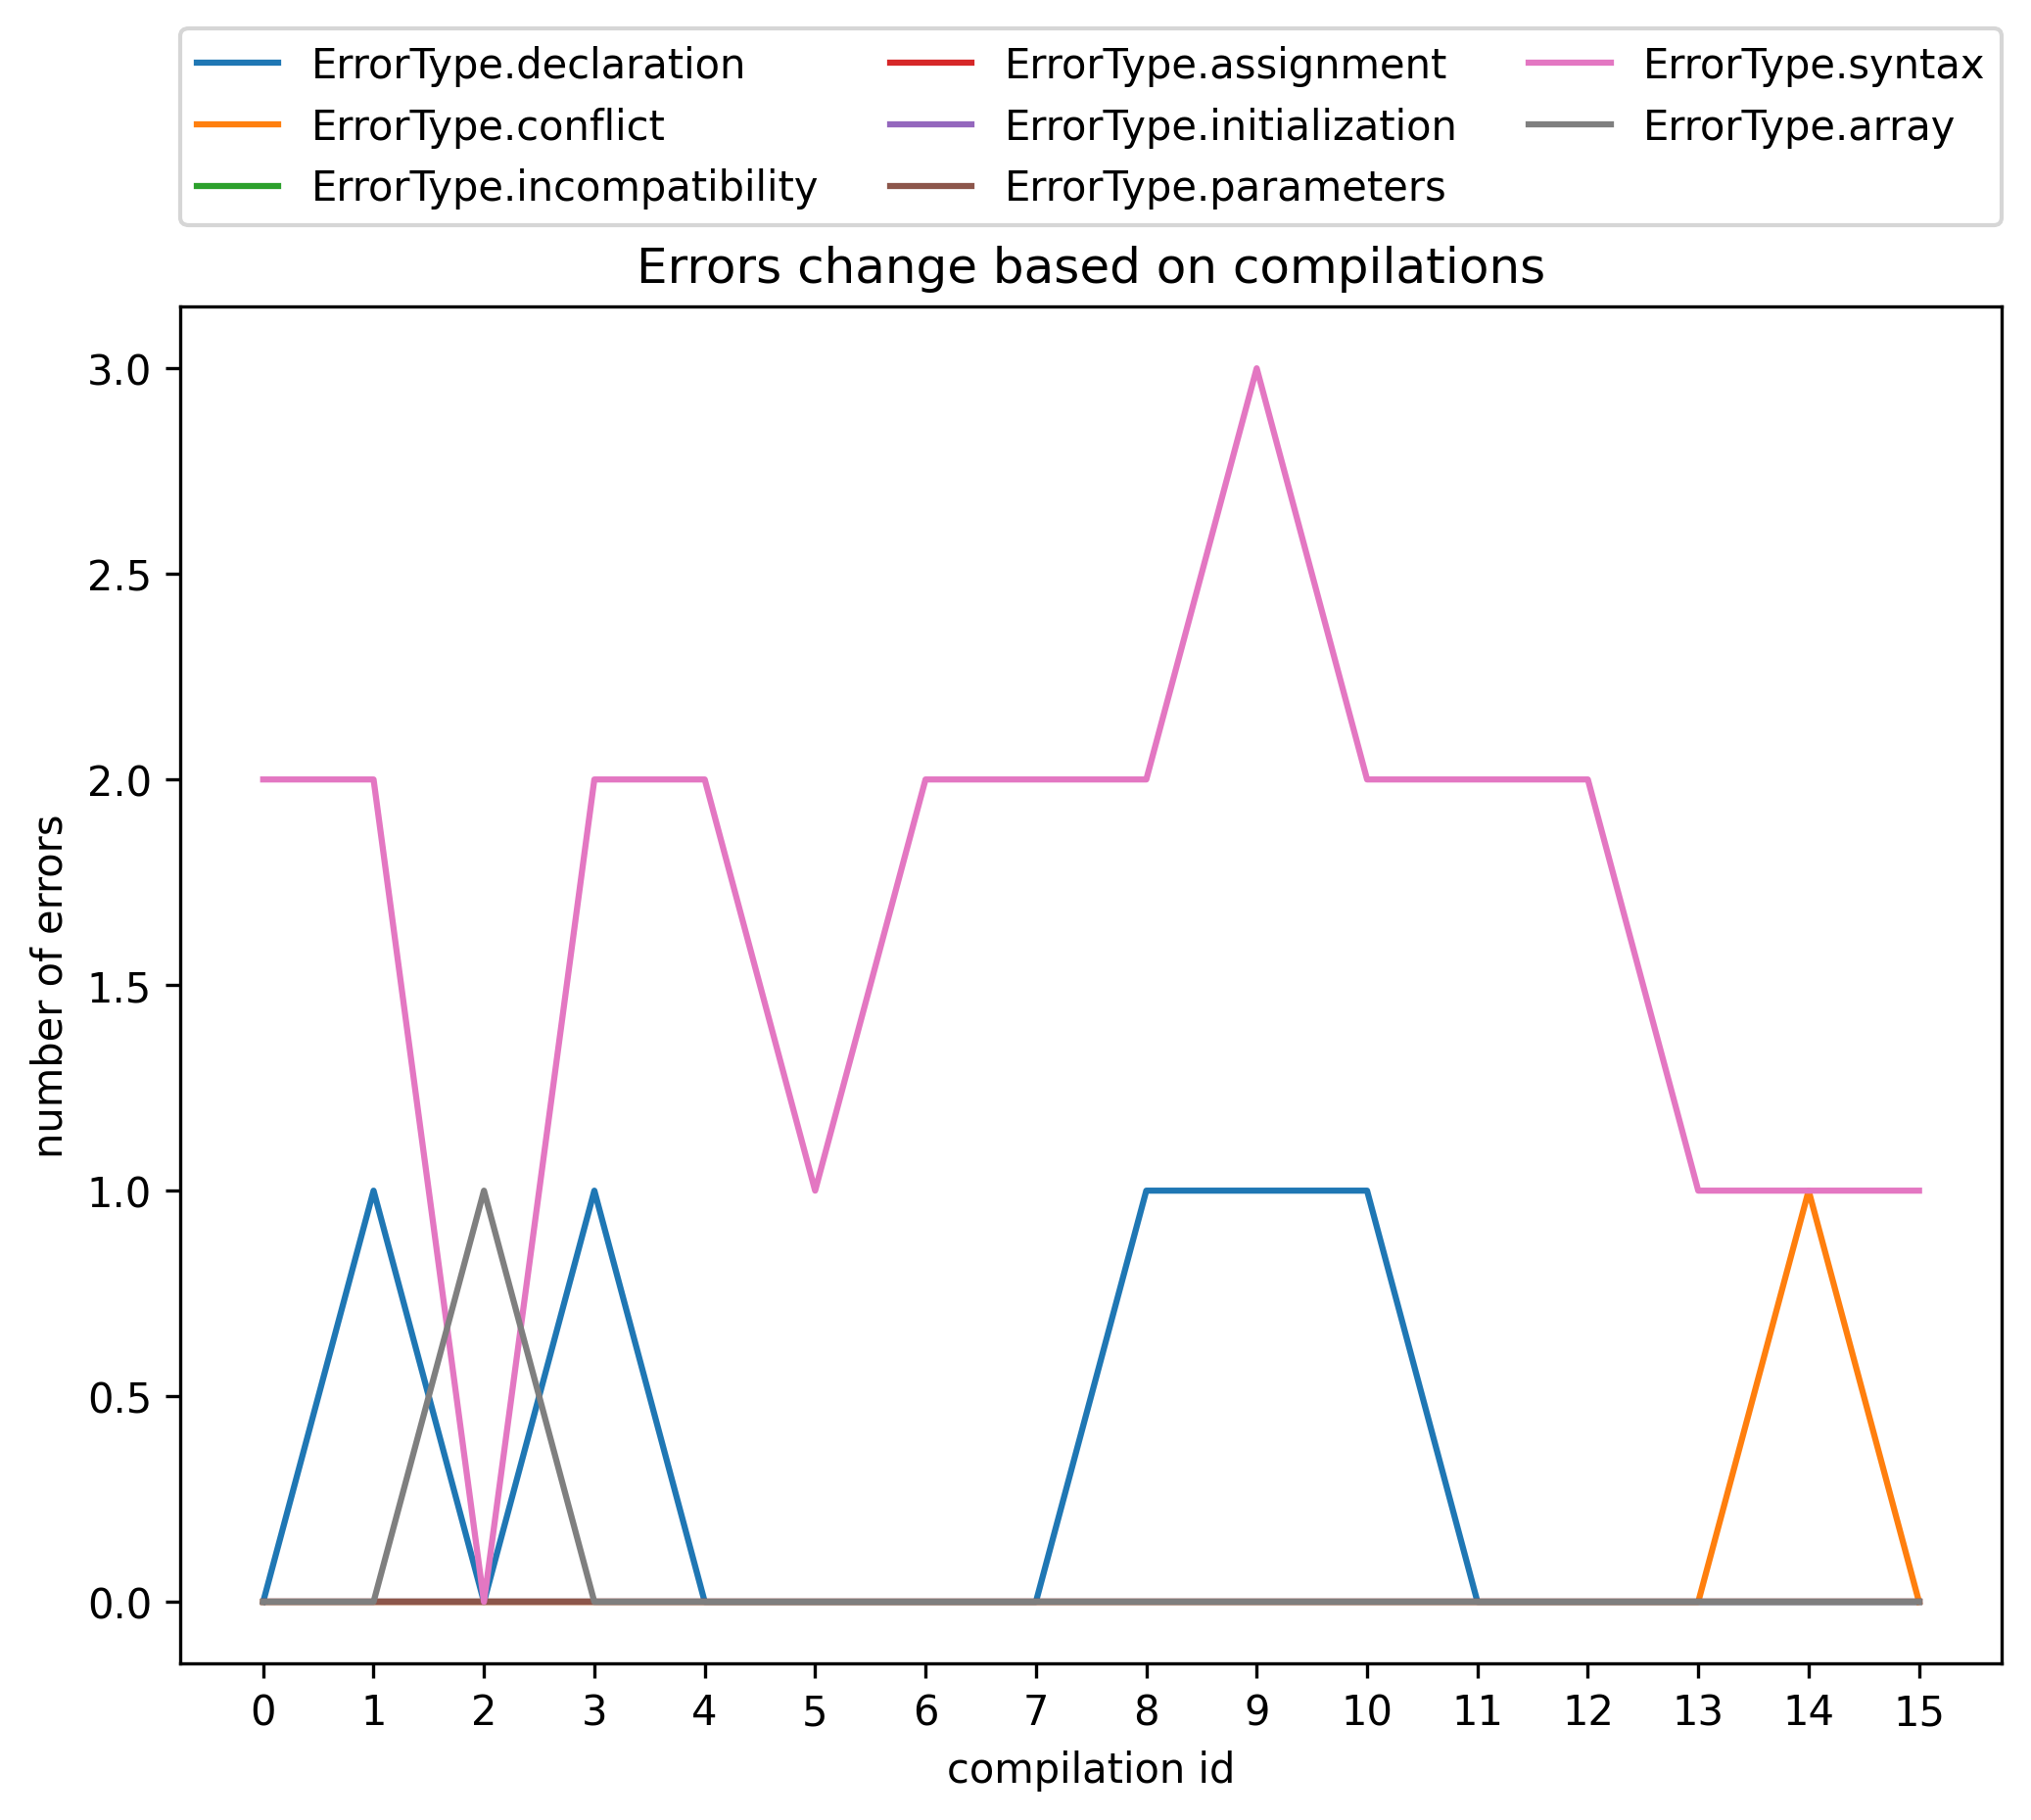 ErrorType.declaration
ErrorType.conflict
ErrorType.incompatibility
ErrorType.assignment
ErrorType.initialization
ErrorType.parameters
ErrorType.syntax
ErrorType.array
Errors change based on compilations
3.0
2.5
2.0
1.5
1.0
0.5
0.0
number of errors
0 1 2 3 4 5 6 7 8 9 10 11 12 13 14 15
compilation id